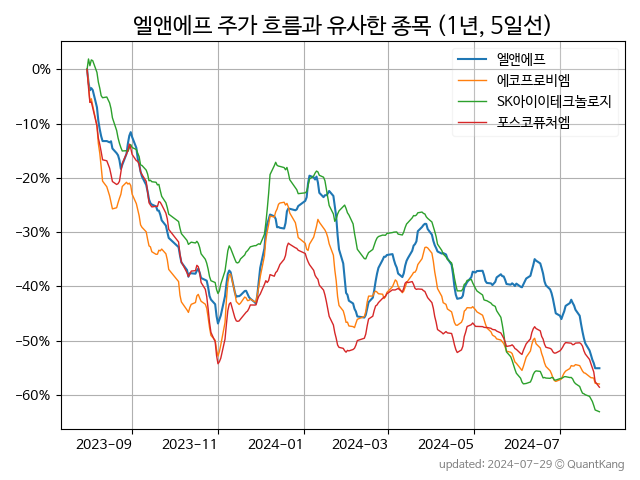 엘앤에프 주가 흐름과 유사한 종목 (1년, 5일선)
엘앤에프
에코프로비엠
SK아이이테크놀로지
포스코퓨처엠
0%
−10%
−20%
−30%
−40%
−50%
−60%
2023-09 2023-11 2024-01 2024-03 2024-05 2024-07
updated: 2024-07-29 © QuantKang